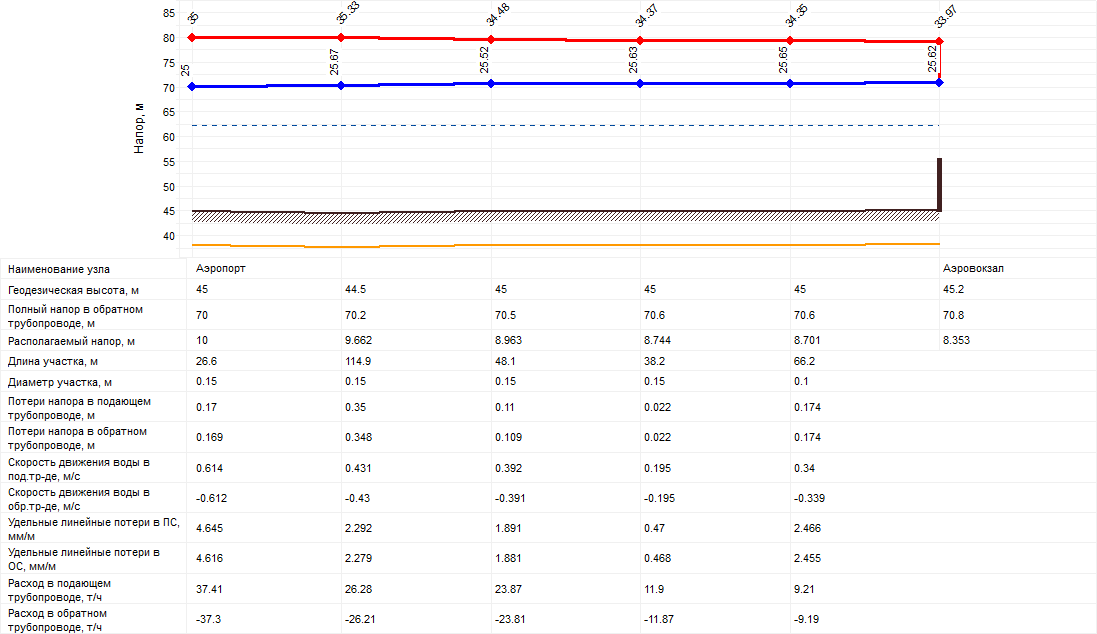 85
80
75
70
65
60
55
50
45
40
Напор, м
35
35.33
34.48
34.37
34.35
33.97
25
25.67
25.52
25.63
25.65
25.62
Наименование узла Аэропорт Аэровокзал
Геодезическая высота, м 45 44.5 45 45 45 45.2
Полный напор в обратном
трубопроводе, м 70 70.2 70.5 70.6 70.6 70.8
Располагаемый напор, м 10 9.662 8.963 8.744 8.701 8.353
Длина участка, м 26.6 114.9 48.1 38.2 66.2
Диаметр участка, м 0.15 0.15 0.15 0.15 0.1
Потери напора в подающем
трубопроводе, м 0.17 0.35 0.11 0.022 0.174
Потери напора в обратном
трубопроводе, м 0.169 0.348 0.109 0.022 0.174
Скорость движения воды в
под.тр-де, м/с 0.614 0.431 0.392 0.195 0.34
Скорость движения воды в
обр.тр-де, м/с -0.612 -0.43 -0.391 -0.195 -0.339
Удельные линейные потери в ПС,
мм/м 4.645 2.292 1.891 0.47 2.466
Удельные линейные потери в
ОС, мм/м 4.616 2.279 1.881 0.468 2.455
Расход в подающем
трубопроводе, т/ч 37.41 26.28 23.87 11.9 9.21
Расход в обратном
трубопроводе, т/ч -37.3 -26.21 -23.81 -11.87 -9.19